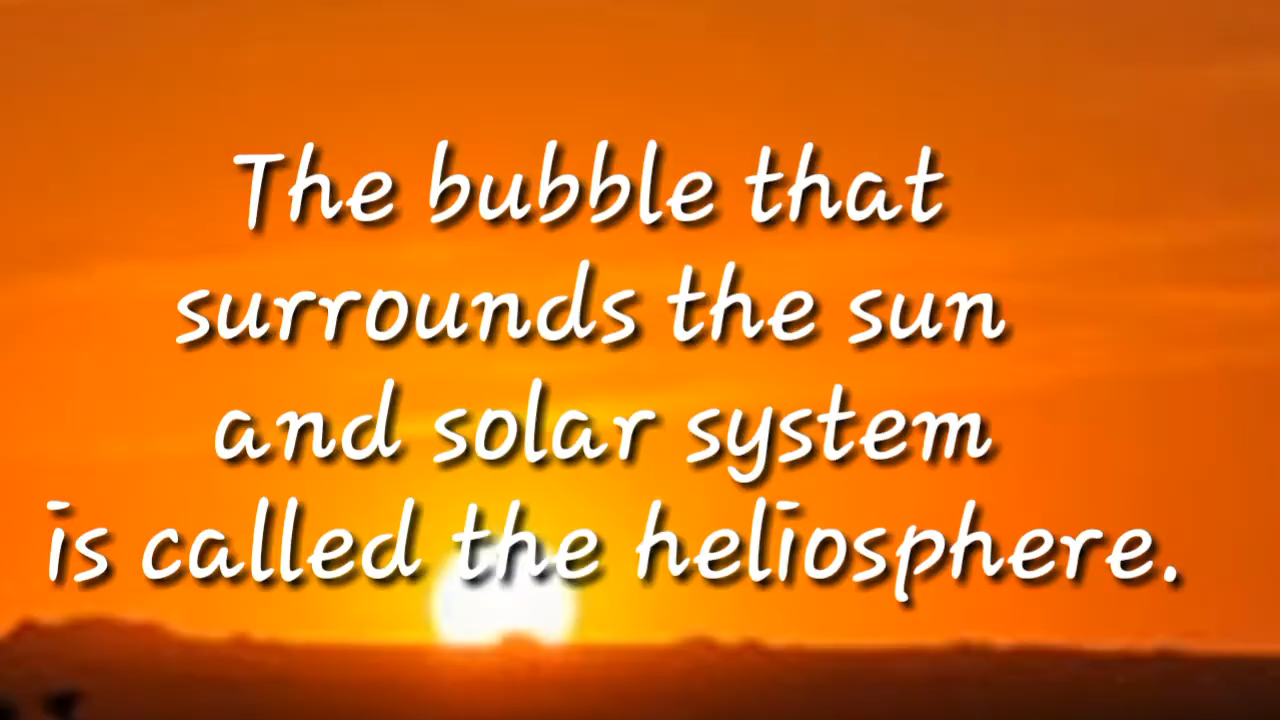 The bubble that
surrounds the sun
and solar system
is called the heliosphere.